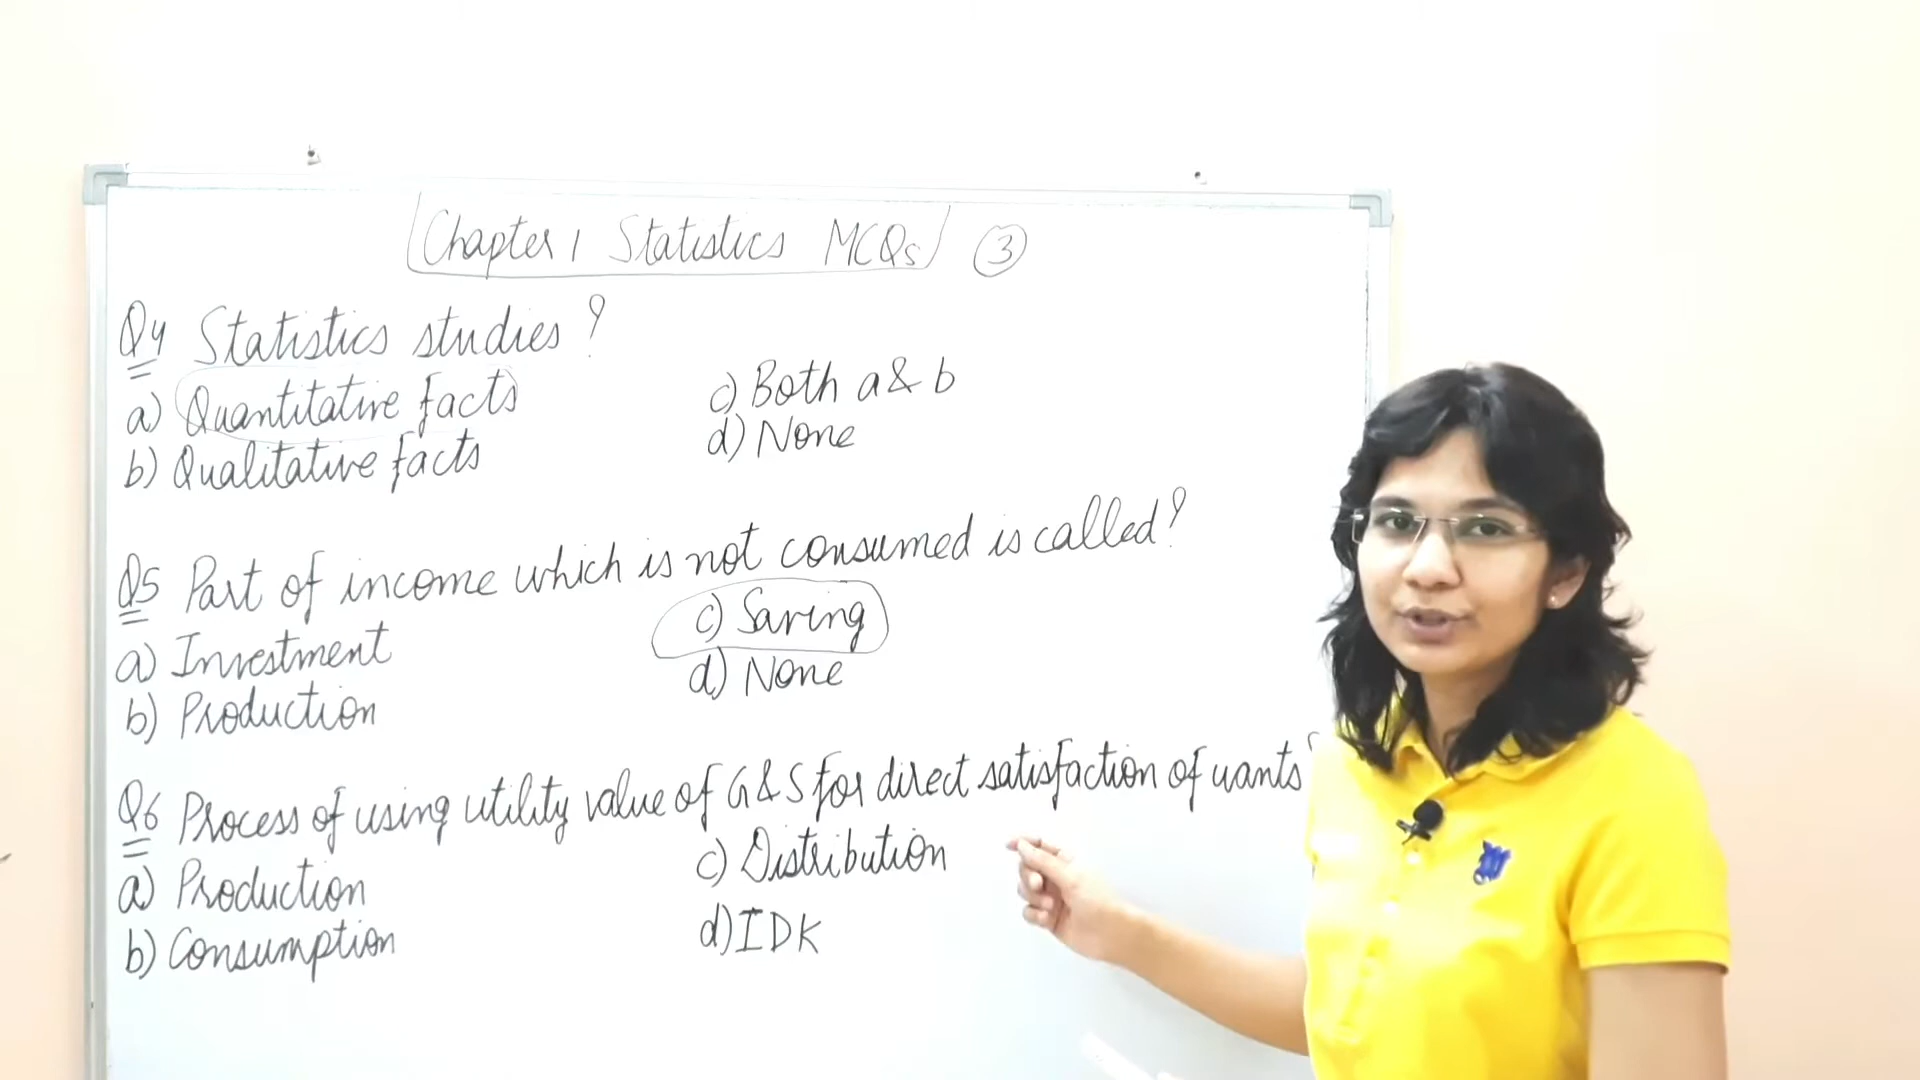 Chapter 1 Statistics MCQs 3
Q4 Statistics studies?
a) Quantitative facts
b) Qualitative facts
c) Both a & b
d) None
Q5 Part of income which is not consumed is called?
a) Investment
b) Production
c) Saving
d) None
Q6 Process of using utility value of G&S for direct satisfaction of wants?
a) Production
b) Consumption
c) Distribution
d) IDK